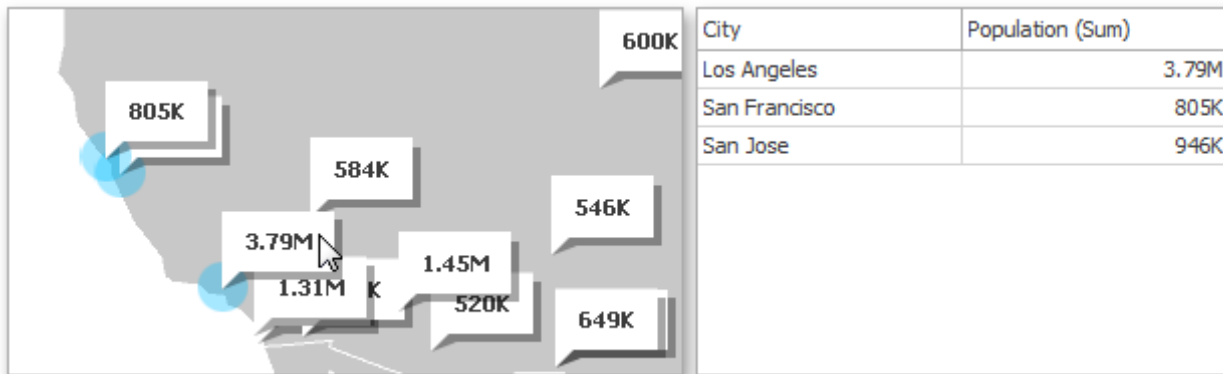 600K
805K
584K
546K
3.79M
1.45M
1.31M
K
520K
649K
City Population (Sum)
Los Angeles 3.79M
San Francisco 805K
San Jose 946K